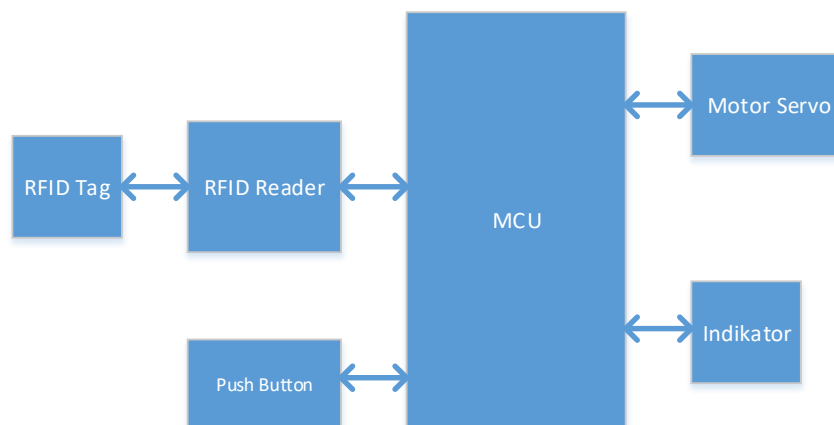 RFID Tag
RFID Reader
MCU
Motor Servo
Push Button
Indikator